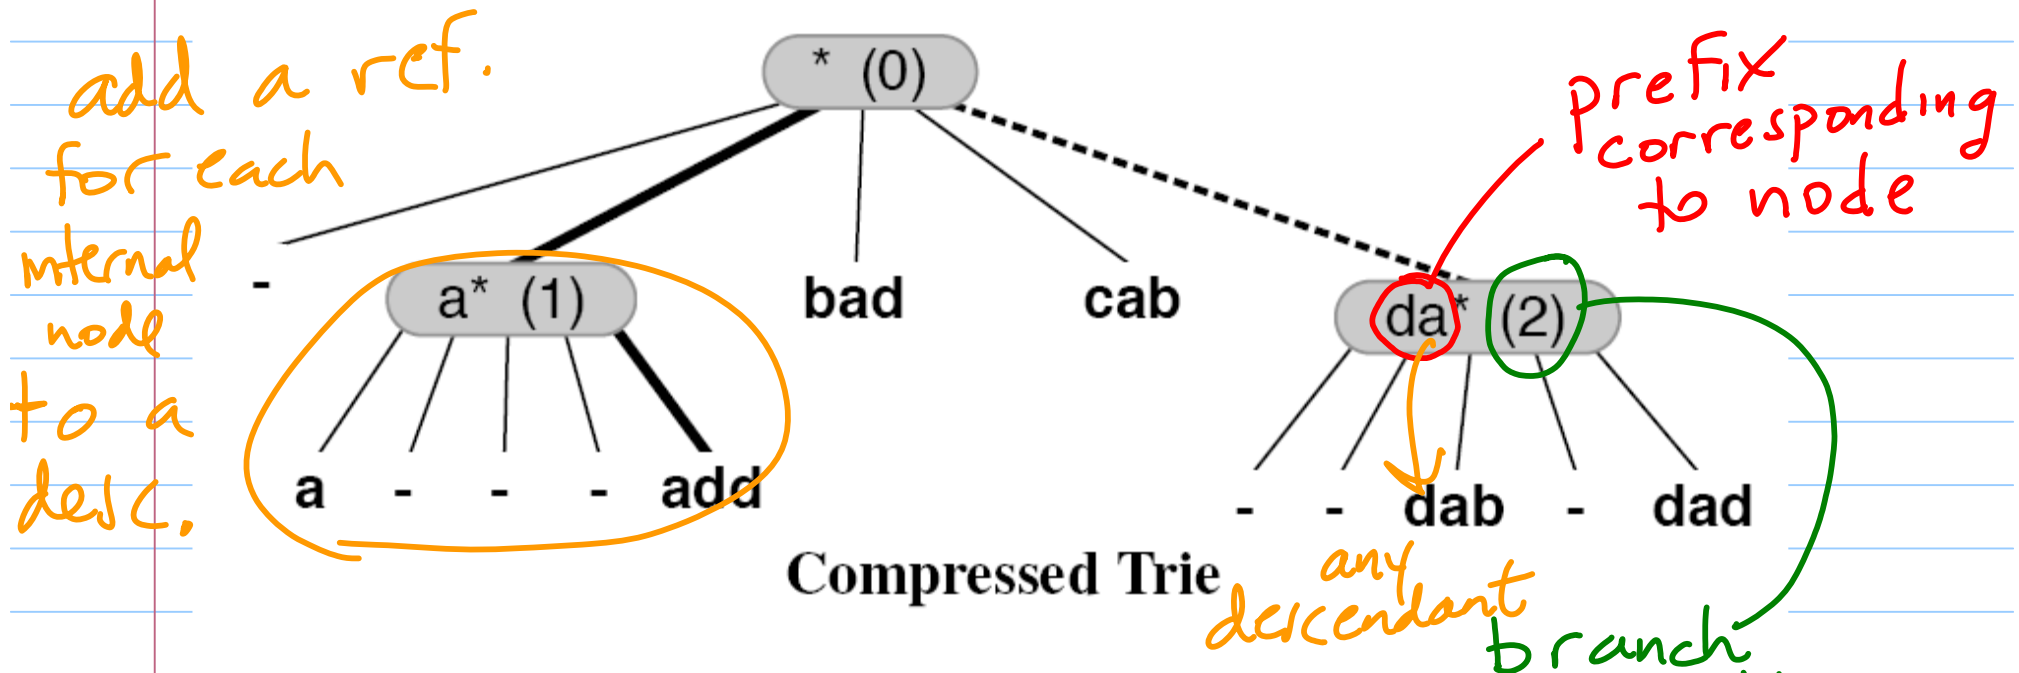 add a ref.
for each
internal
node
to a
desc.
* (0)
prefix
corresponding
to node
-
a* (1)
bad
cab
da* (2)
a
-
-
-
add
-
-
dab
-
dad
Compressed Trie
any
descendant
branch